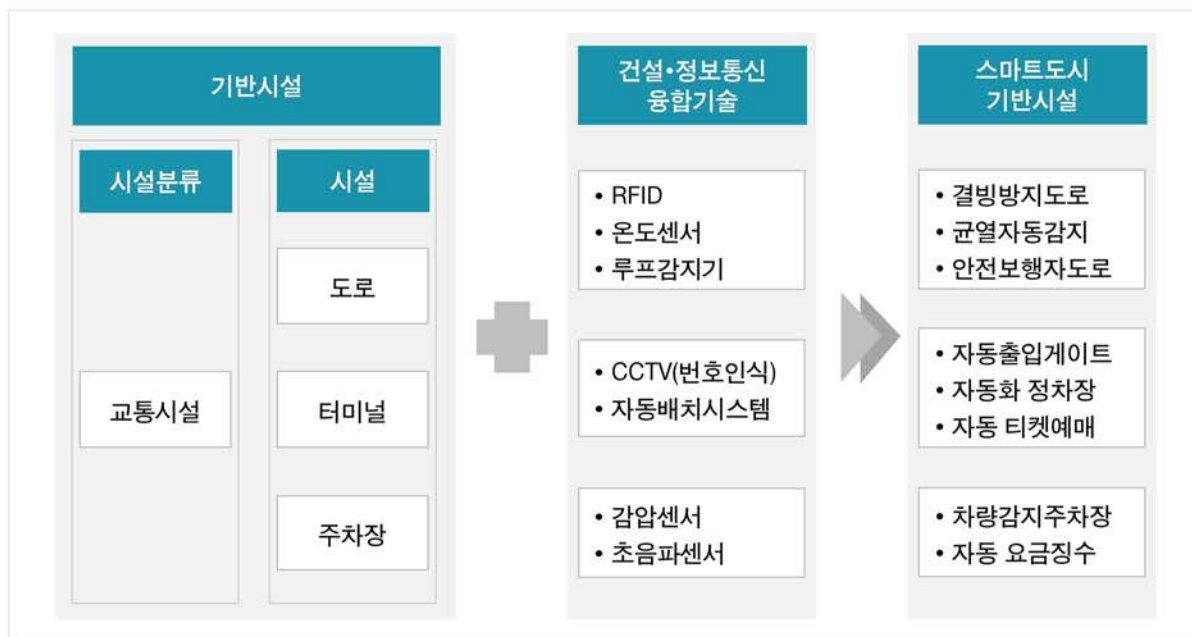 기반시설
시설분류
교통시설
시설
도로
터미널
주차장
건설•정보통신
융합기술
• RFID
• 온도센서
• 루프감지기
• CCTV(번호인식)
• 자동배치시스템
• 감압센서
• 초음파센서
스마트도시
기반시설
• 결빙방지도로
• 균열자동감지
• 안전보행자도로
• 자동출입게이트
• 자동화 정차장
• 자동 티켓예매
• 차량감지주차장
• 자동 요금징수